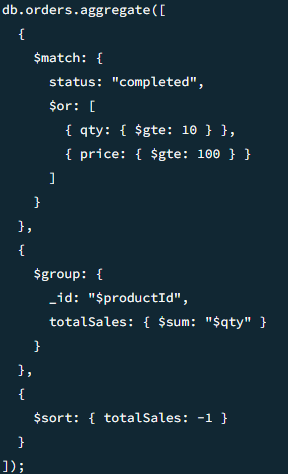 db.orders.aggregate([
  {
    $match: {
      status: "completed",
      $or: [
        { qty: { $gte: 10 } },
        { price: { $gte: 100 } }
      ]
    }
  },
  {
    $group: {
      _id: "$productId",
      totalSales: { $sum: "$qty" }
    }
  },
  {
    $sort: { totalSales: -1 }
  }
]);